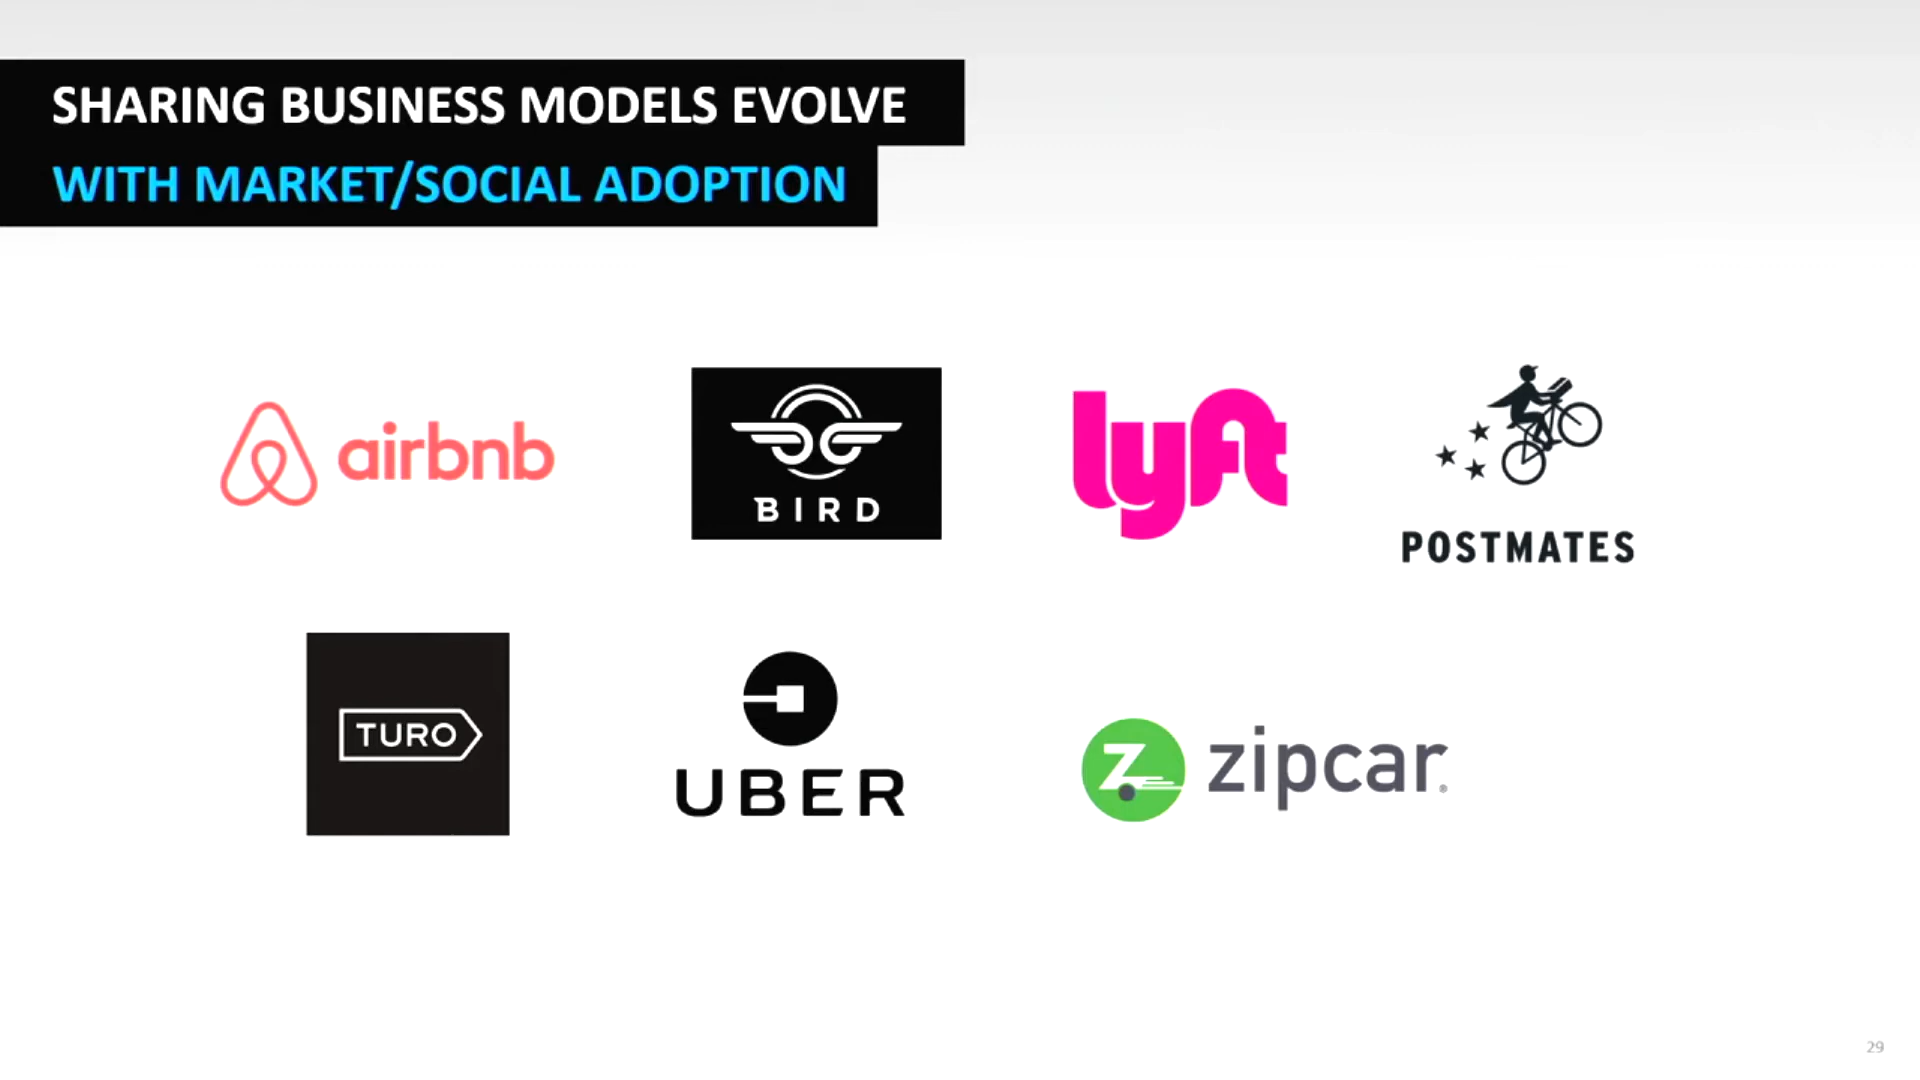 SHARING BUSINESS MODELS EVOLVE
WITH MARKET/SOCIAL ADOPTION
airbnb
BIRD
lyft
POSTMATES
TURO
UBER
Z zipcar®
29